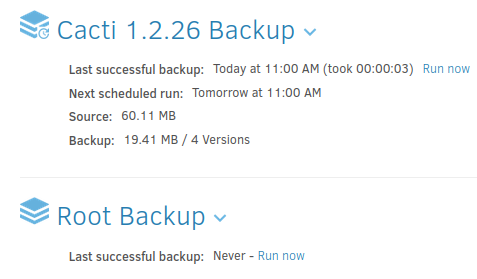 Cacti 1.2.26 Backup
Last successful backup: Today at 11:00 AM (took 00:00:03) Run now
Next scheduled run: Tomorrow at 11:00 AM
Source: 60.11 MB
Backup: 19.41 MB / 4 Versions
Root Backup
Last successful backup: Never - Run now